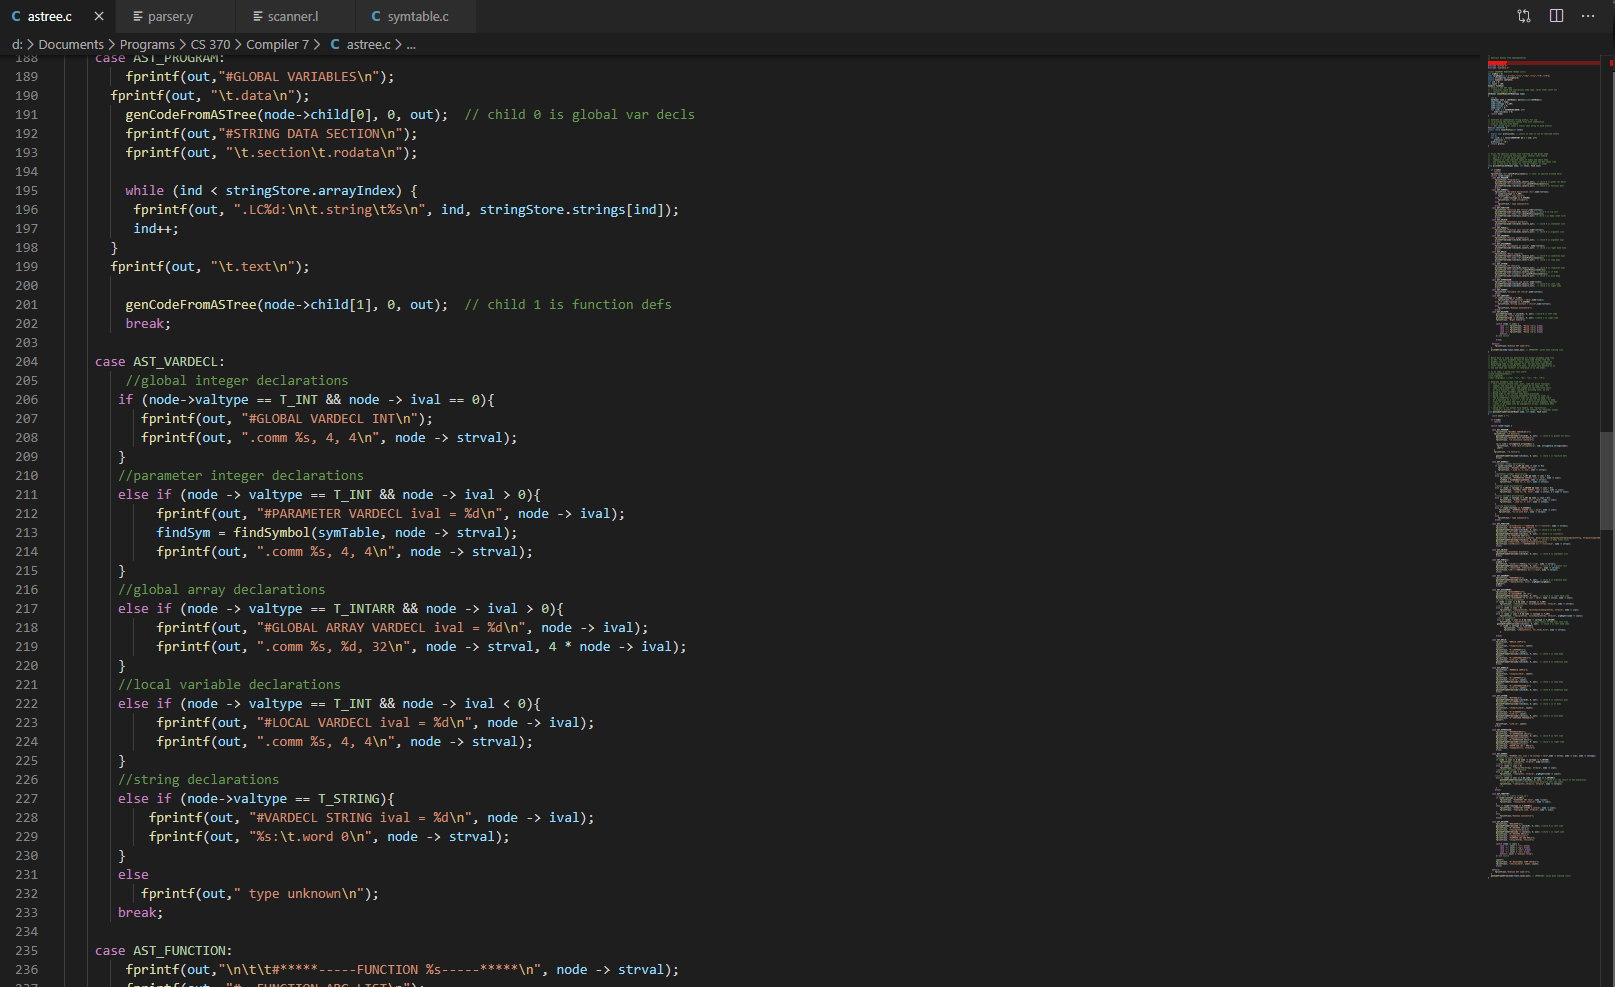 astree.c
parser.y
scanner.l
symtable.c
d: > Documents > Programs > CS 370 > Compiler 7 > C astree.c > ...
188 case AST_PROGRAM:
189 fprintf(out,"#GLOBAL VARIABLES\n");
190 fprintf(out, "\t.data\n");
191 genCodeFromASTree(node->child[0], 0, out);  // child 0 is global var decls
192 fprintf(out,"#STRING DATA SECTION\n");
193 fprintf(out, "\t.section\t.rodata\n");
194
195 while (ind < stringStore.arrayIndex) {
196 fprintf(out, ".LC%d:\n\t.string\t%s\n", ind, stringStore.strings[ind]);
197 ind++;
198 }
199 fprintf(out, "\t.text\n");
200
201 genCodeFromASTree(node->child[1], 0, out);  // child 1 is function defs
202 break;
203
204 case AST_VARDECL:
205 //global integer declarations
206 if (node->valtype == T_INT && node -> ival == 0){
207 fprintf(out, "#GLOBAL VARDECL INT\n");
208 fprintf(out, ".comm %s, 4, 4\n", node -> strval);
209 }
210 //parameter integer declarations
211 else if (node -> valtype == T_INT && node -> ival > 0){
212 fprintf(out, "#PARAMETER VARDECL ival = %d\n", node -> ival);
213 findSym = findSymbol(symTable, node -> strval);
214 fprintf(out, ".comm %s, 4, 4\n", node -> strval);
215 }
216 //global array declarations
217 else if (node -> valtype == T_INTARR && node -> ival > 0){
218 fprintf(out, "#GLOBAL ARRAY VARDECL ival = %d\n", node -> ival);
219 fprintf(out, ".comm %s, %d, 32\n", node -> strval, 4 * node -> ival);
220 }
221 //local variable declarations
222 else if (node -> valtype == T_INT && node -> ival < 0){
223 fprintf(out, "#LOCAL VARDECL ival = %d\n", node -> ival);
224 fprintf(out, ".comm %s, 4, 4\n", node -> strval);
225 }
226 //string declarations
227 else if (node->valtype == T_STRING){
228 fprintf(out, "#VARDECL STRING ival = %d\n", node -> ival);
229 fprintf(out, "%s:\t.word 0\n", node -> strval);
230 }
231 else
232 fprintf(out," type unknown\n");
233 break;
234
235 case AST_FUNCTION:
236 fprintf(out,"\n\t\t#*****-----FUNCTION %s-----*****\n", node -> strval);
237 fprintf(out, "#  FUNCTION ARG LIST\n");